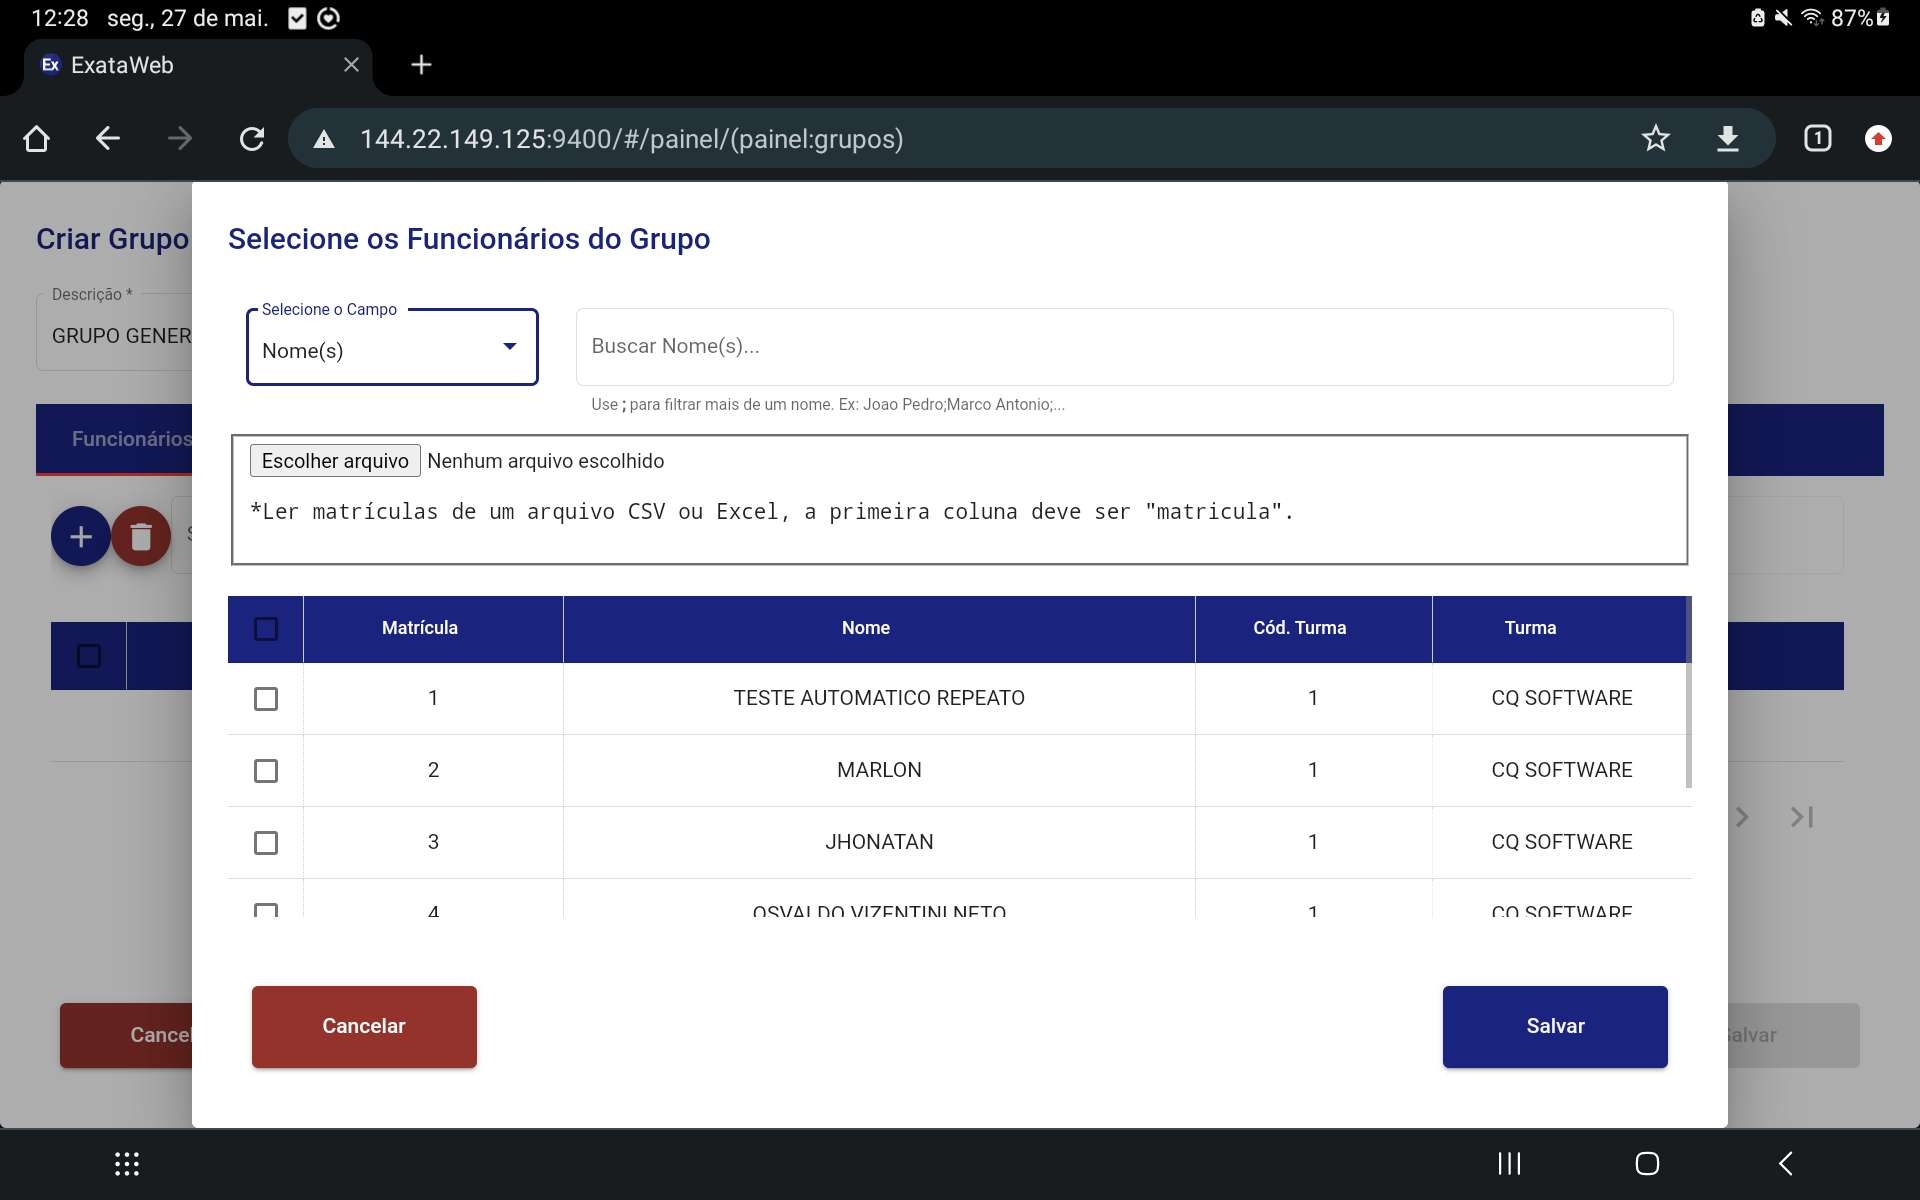 12:28 seg., 27 de mai.
87%
Ex ExataWeb
144.22.149.125:9400/#/painel/(painel:grupos)
1
Criar Grupo
Selecione os Funcionários do Grupo
Descrição *
GRUPO GENER
Selecione o Campo
Nome(s)
Buscar Nome(s)...
Use ; para filtrar mais de um nome. Ex: Joao Pedro;Marco Antonio;...
Funcionários
Escolher arquivo Nenhum arquivo escolhido
*Ler matrículas de um arquivo CSV ou Excel, a primeira coluna deve ser "matricula".
Matrícula Nome Cód. Turma Turma
1 TESTE AUTOMATICO REPEATO 1 CQ SOFTWARE
2 MARLON 1 CQ SOFTWARE
3 JHONATAN 1 CQ SOFTWARE
4 OSVALDO VIZENTINI NETO 1 CQ SOFTWARE
Cancelar Salvar
Cancel Salvar